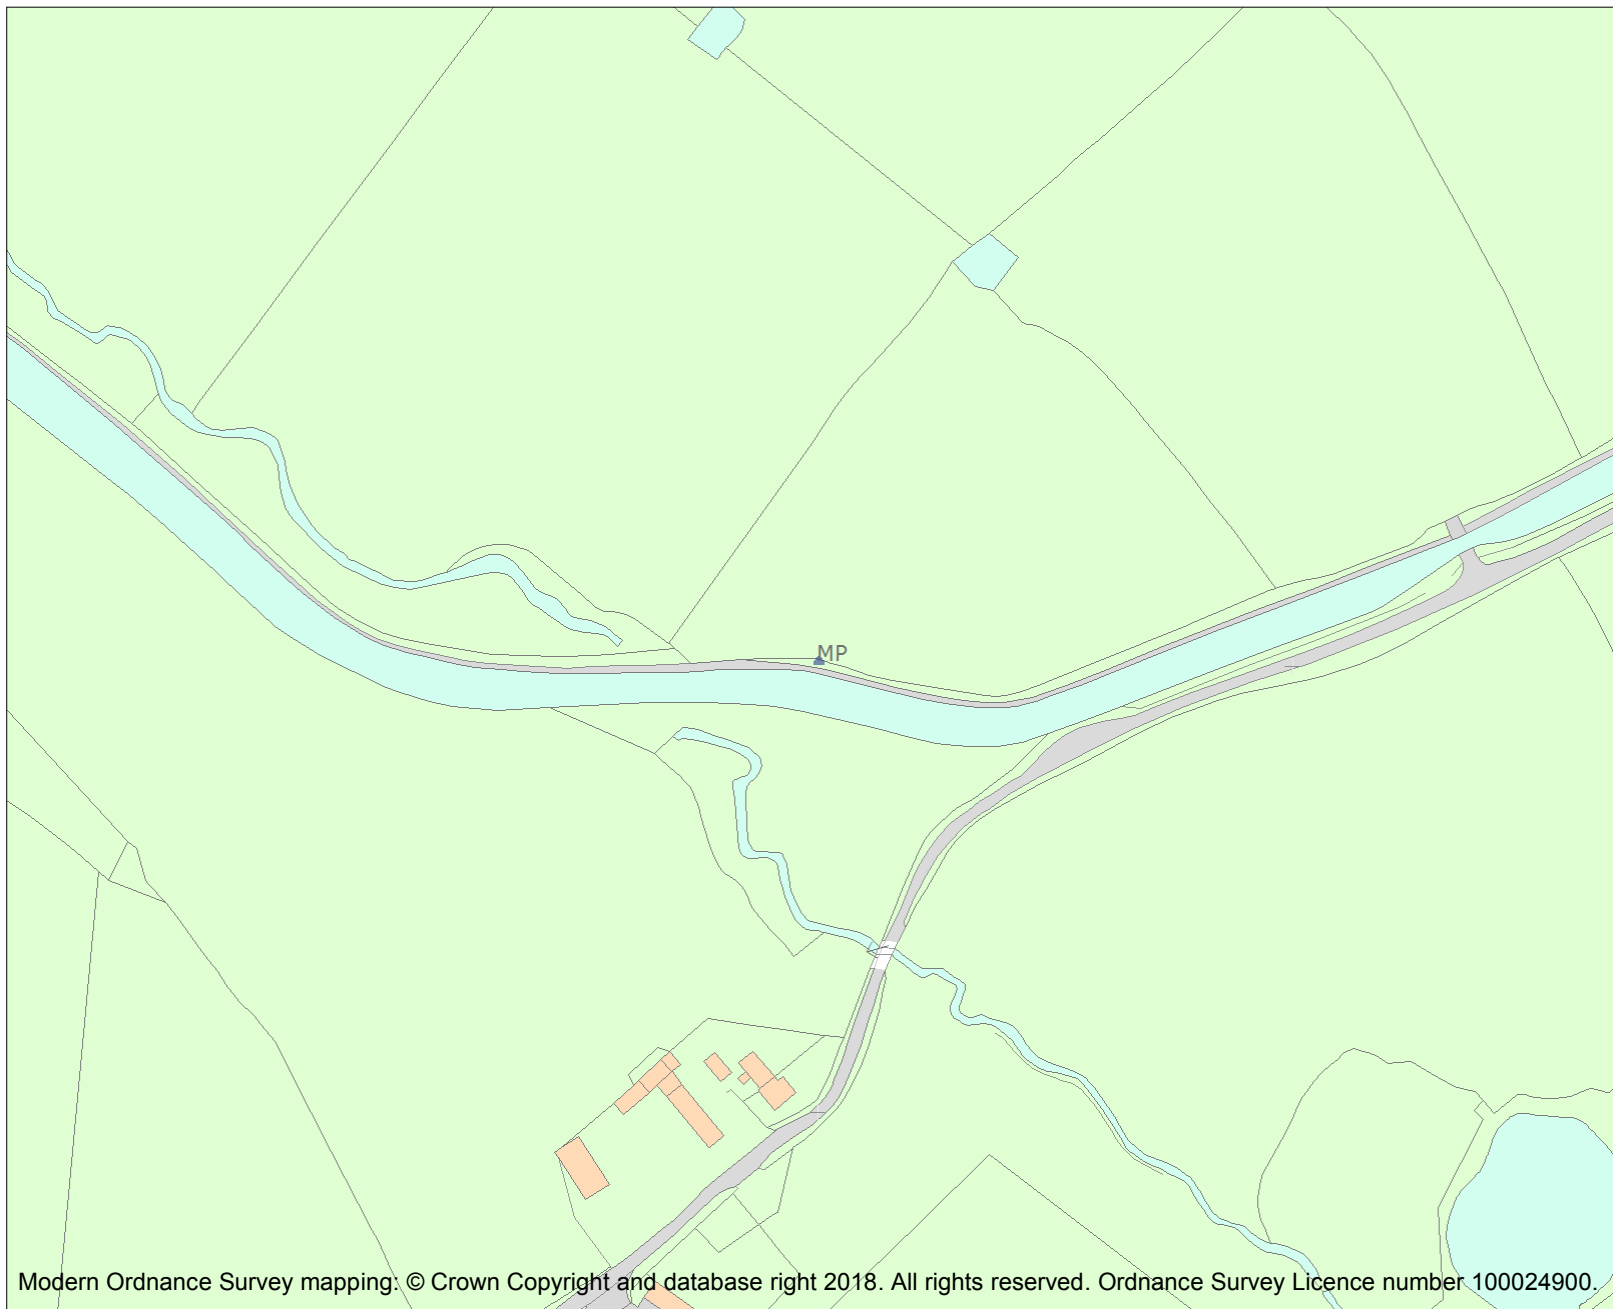 MP
Modern Ordnance Survey mapping: © Crown Copyright and database right 2018. All rights reserved. Ordnance Survey Licence number 100024900.